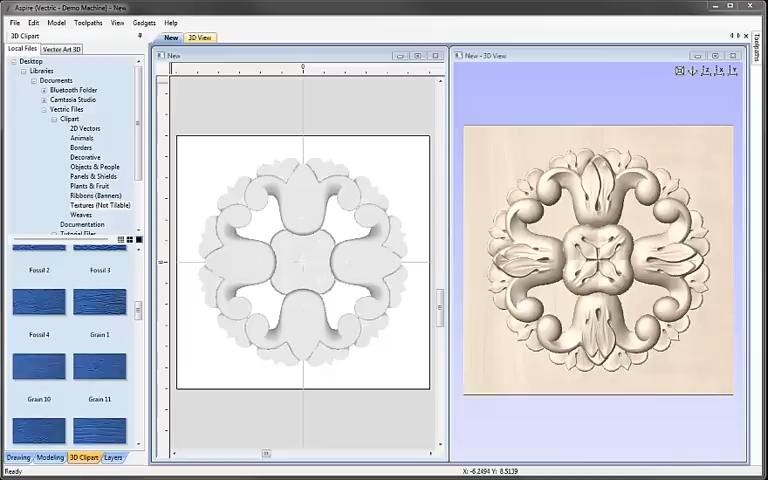 Aspire (Vectric - Demo Machine) - New
File Edit Model Toolpaths View Gadgets Help
3D Clipart
Local Files Vector Art 3D
Desktop
Libraries
Documents
Bluetooth Folder
Camtasia Studio
Vectric Files
Clipart
2D Vectors
Animals
Borders
Decorative
Objects & People
Panels & Shields
Plants & Fruit
Ribbons (Banners)
Textures (Not Tilable)
Weaves
Documentation
Tutorial Files
Fossil 2 Fossil 3
Fossil 4 Grain 1
Grain 10 Grain 11
Drawing Modeling 3D Clipart Layers
New 3D View
New
0
0
New - 3D View
Z X Y
Toolpaths
Ready
X: -6.2494 Y: 8.5139